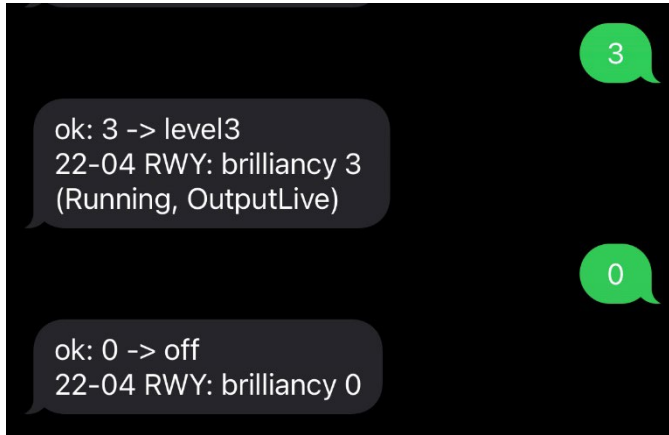 3
ok: 3 -> level3
22-04 RWY: brilliancy 3
(Running, OutputLive)
0
ok: 0 -> off
22-04 RWY: brilliancy 0